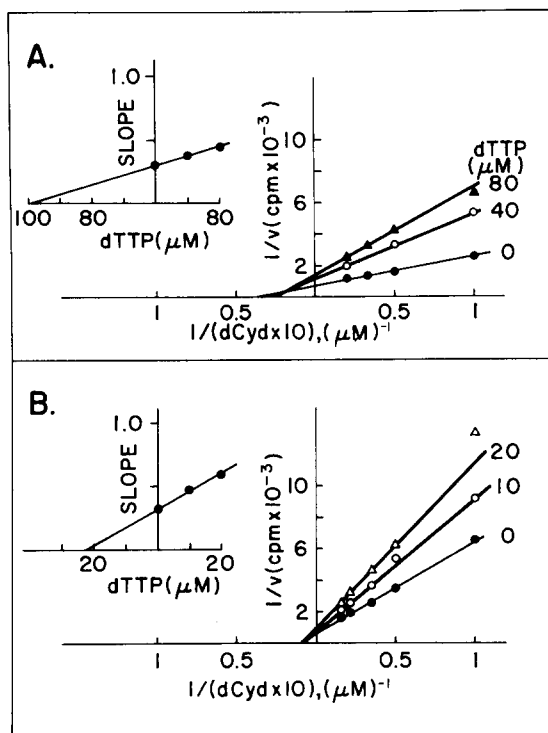 A.
1.0
SLOPE
100 80 80
dTTP(μM)
1/v(cpm×10⁻³)
10
6
2
dTTP
(μM)
80
40
0
1 0.5 0.5 1
1/(dCyd×10),(μM)⁻¹
B.
1.0
SLOPE
20 20
dTTP(μM)
1/v(cpm×10⁻³)
10
6
2
20
10
0
1 0.5 0.5 1
1/(dCyd×10),(μM)⁻¹